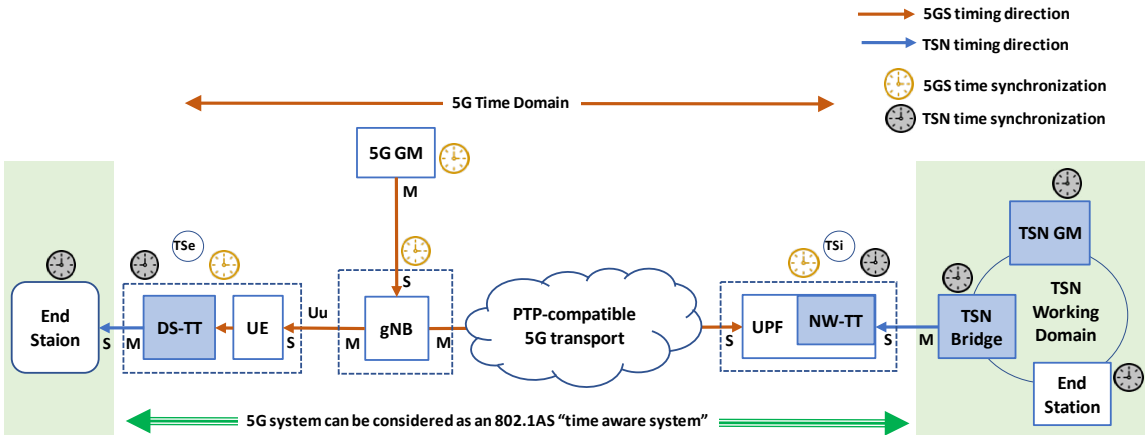 5GS timing direction
TSN timing direction
5GS time synchronization
TSN time synchronization
5G Time Domain
5G GM
M
S
TSe
TSi
TSN GM
End
Staion
S
M
DS-TT
UE
S
Uu
M
gNB
M
PTP-compatible
5G transport
S
UPF
NW-TT
S
M
TSN
Bridge
TSN
Working
Domain
End
Station
5G system can be considered as an 802.1AS “time aware system”